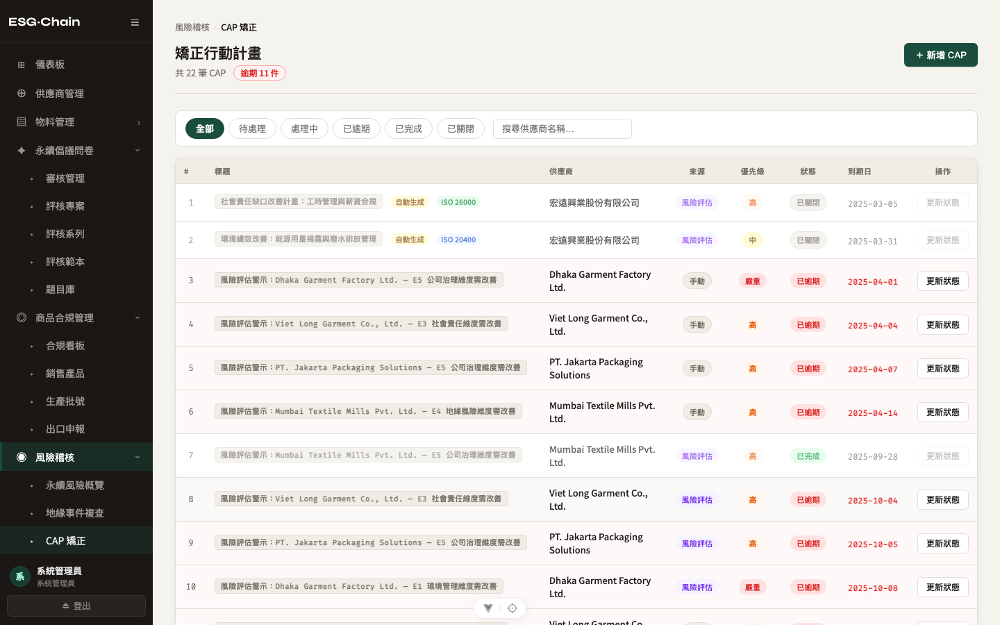 ESG·Chain
儀表板
供應商管理
物料管理
永續倡議問卷
審核管理
評核專案
評核系列
評核範本
題目庫
商品合規管理
合規看板
銷售產品
生產批號
出口申報
風險稽核
永續風險概覽
地緣事件複查
CAP 矯正
系
系統管理員
系統管理員
登出
風險稽核 › CAP 矯正
矯正行動計畫
共 22 筆 CAP 逾期 11 件
+ 新增 CAP
全部 待處理 處理中 已逾期 已完成 已關閉 搜尋供應商名稱...
# 標題 供應商 來源 優先級 狀態 到期日 操作
1 社會責任缺口改善計畫：工時管理與薪資合規 自動生成 ISO 26000 宏遠興業股份有限公司 風險評估 高 已關閉 2025-03-05 更新狀態
2 環境績效改善：能源用量揭露與廢水排放管理 自動生成 ISO 20400 宏遠興業股份有限公司 風險評估 中 已關閉 2025-03-31 更新狀態
3 風險評估警示：Dhaka Garment Factory Ltd. — E5 公司治理維度需改善 Dhaka Garment Factory Ltd. 手動 嚴重 已逾期 2025-04-01 更新狀態
4 風險評估警示：Viet Long Garment Co., Ltd. — E3 社會責任維度需改善 Viet Long Garment Co., Ltd. 手動 高 已逾期 2025-04-04 更新狀態
5 風險評估警示：PT. Jakarta Packaging Solutions — E5 公司治理維度需改善 PT. Jakarta Packaging Solutions 手動 高 已逾期 2025-04-07 更新狀態
6 風險評估警示：Mumbai Textile Mills Pvt. Ltd. — E4 地緣風險維度需改善 Mumbai Textile Mills Pvt. Ltd. 手動 高 已逾期 2025-04-14 更新狀態
7 風險評估警示：Mumbai Textile Mills Pvt. Ltd. — E5 公司治理維度需改善 Mumbai Textile Mills Pvt. Ltd. 風險評估 高 已完成 2025-09-28 更新狀態
8 風險評估警示：Viet Long Garment Co., Ltd. — E3 社會責任維度需改善 Viet Long Garment Co., Ltd. 風險評估 高 已逾期 2025-10-04 更新狀態
9 風險評估警示：PT. Jakarta Packaging Solutions — E5 公司治理維度需改善 PT. Jakarta Packaging Solutions 風險評估 高 已逾期 2025-10-05 更新狀態
10 風險評估警示：Dhaka Garment Factory Ltd. — E1 環境管理維度需改善 Dhaka Garment Factory Ltd. 風險評估 嚴重 已逾期 2025-10-08 更新狀態
Viet Long Garment Co.,